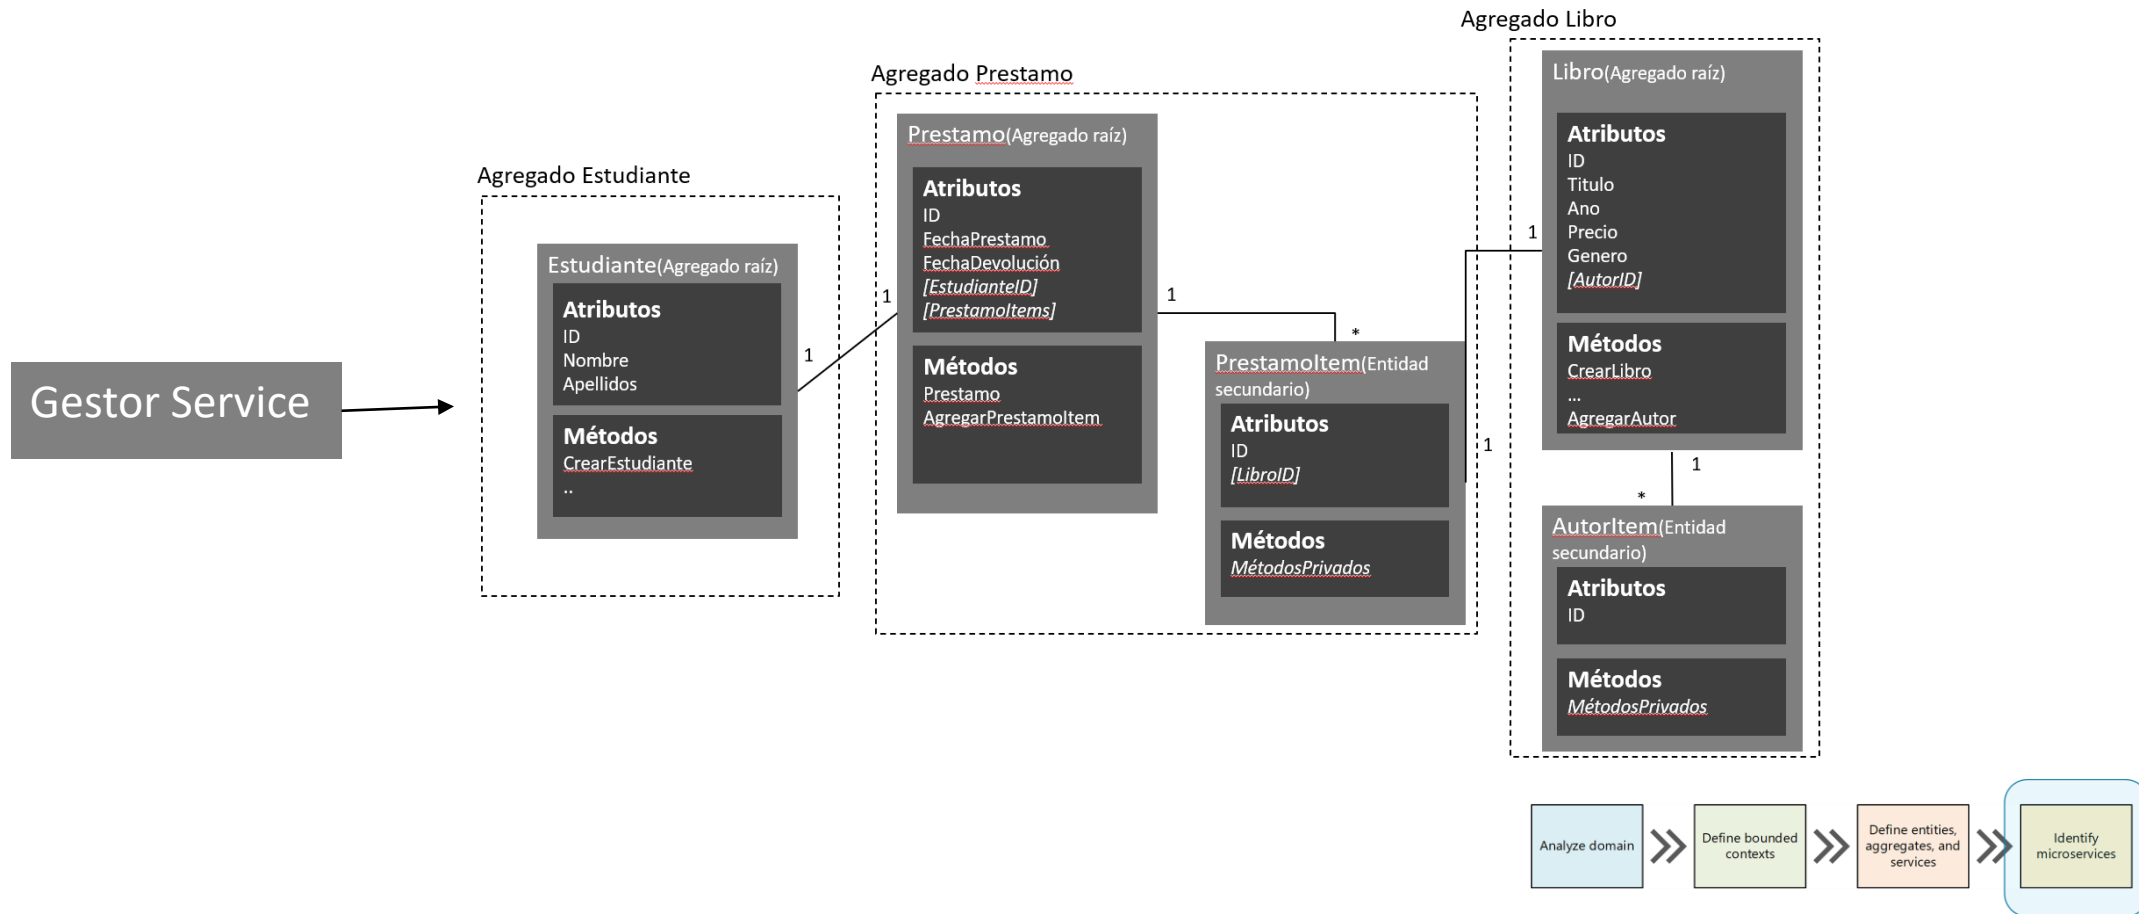 Gestor Service
Agregado Estudiante
Estudiante(Agregado raíz)
Atributos
ID
Nombre
Apellidos
Métodos
CrearEstudiante
..
1
1
Agregado Prestamo
Prestamo(Agregado raíz)
Atributos
ID
FechaPrestamo
FechaDevolución
[EstudianteID]
[PrestamoItems]
Métodos
Prestamo
AgregarPrestamoItem
1
*
PrestamoItem(Entidad
secundario)
Atributos
ID
[LibroID]
Métodos
MétodosPrivados
1
1
Agregado Libro
Libro(Agregado raíz)
Atributos
ID
Titulo
Ano
Precio
Genero
[AutorID]
Métodos
CrearLibro
...
AgregarAutor
1
*
AutorItem(Entidad
secundario)
Atributos
ID
Métodos
MétodosPrivados
Analyze domain
Define bounded
contexts
Define entities,
aggregates, and
services
Identify
microservices